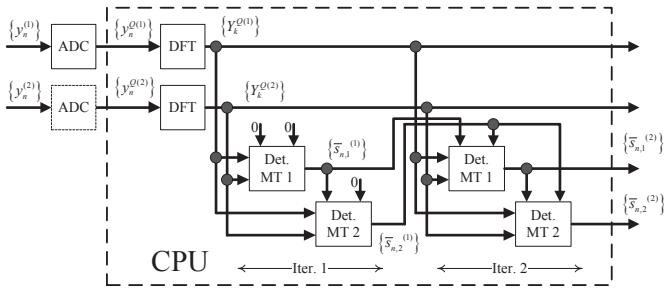 {y_n^(1)} ADC {y_n^Q(1)} DFT {Y_k^Q(1)}
{y_n^(2)} ADC {y_n^Q(2)} DFT {Y_k^Q(2)}
0 0
Det.
MT 1
{s̅_n,1^(1)}
0
Det.
MT 2
{s̅_n,2^(1)}
Det.
MT 1
{s̅_n,1^(2)}
Det.
MT 2
{s̅_n,2^(2)}
CPU
Iter. 1
Iter. 2